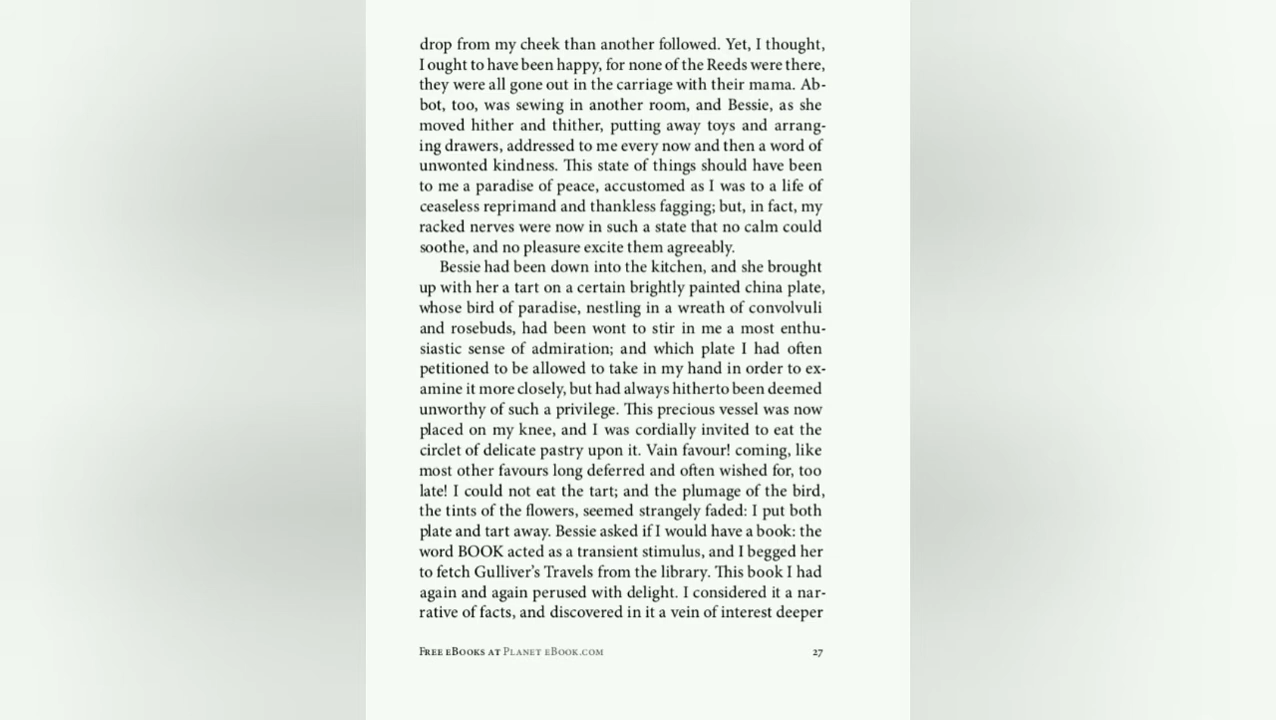 drop from my cheek than another followed. Yet, I thought,
I ought to have been happy, for none of the Reeds were there,
they were all gone out in the carriage with their mama. Ab-
bot, too, was sewing in another room, and Bessie, as she
moved hither and thither, putting away toys and arrang-
ing drawers, addressed to me every now and then a word of
unwonted kindness. This state of things should have been
to me a paradise of peace, accustomed as I was to a life of
ceaseless reprimand and thankless fagging; but, in fact, my
racked nerves were now in such a state that no calm could
soothe, and no pleasure excite them agreeably.
Bessie had been down into the kitchen, and she brought
up with her a tart on a certain brightly painted china plate,
whose bird of paradise, nestling in a wreath of convolvuli
and rosebuds, had been wont to stir in me a most enthu-
siastic sense of admiration; and which plate I had often
petitioned to be allowed to take in my hand in order to ex-
amine it more closely, but had always hitherto been deemed
unworthy of such a privilege. This precious vessel was now
placed on my knee, and I was cordially invited to eat the
circlet of delicate pastry upon it. Vain favour! coming, like
most other favours long deferred and often wished for, too
late! I could not eat the tart; and the plumage of the bird,
the tints of the flowers, seemed strangely faded: I put both
plate and tart away. Bessie asked if I would have a book: the
word BOOK acted as a transient stimulus, and I begged her
to fetch Gulliver's Travels from the library. This book I had
again and again perused with delight. I considered it a nar-
rative of facts, and discovered in it a vein of interest deeper
Free eBooks at Planet eBook.com 27